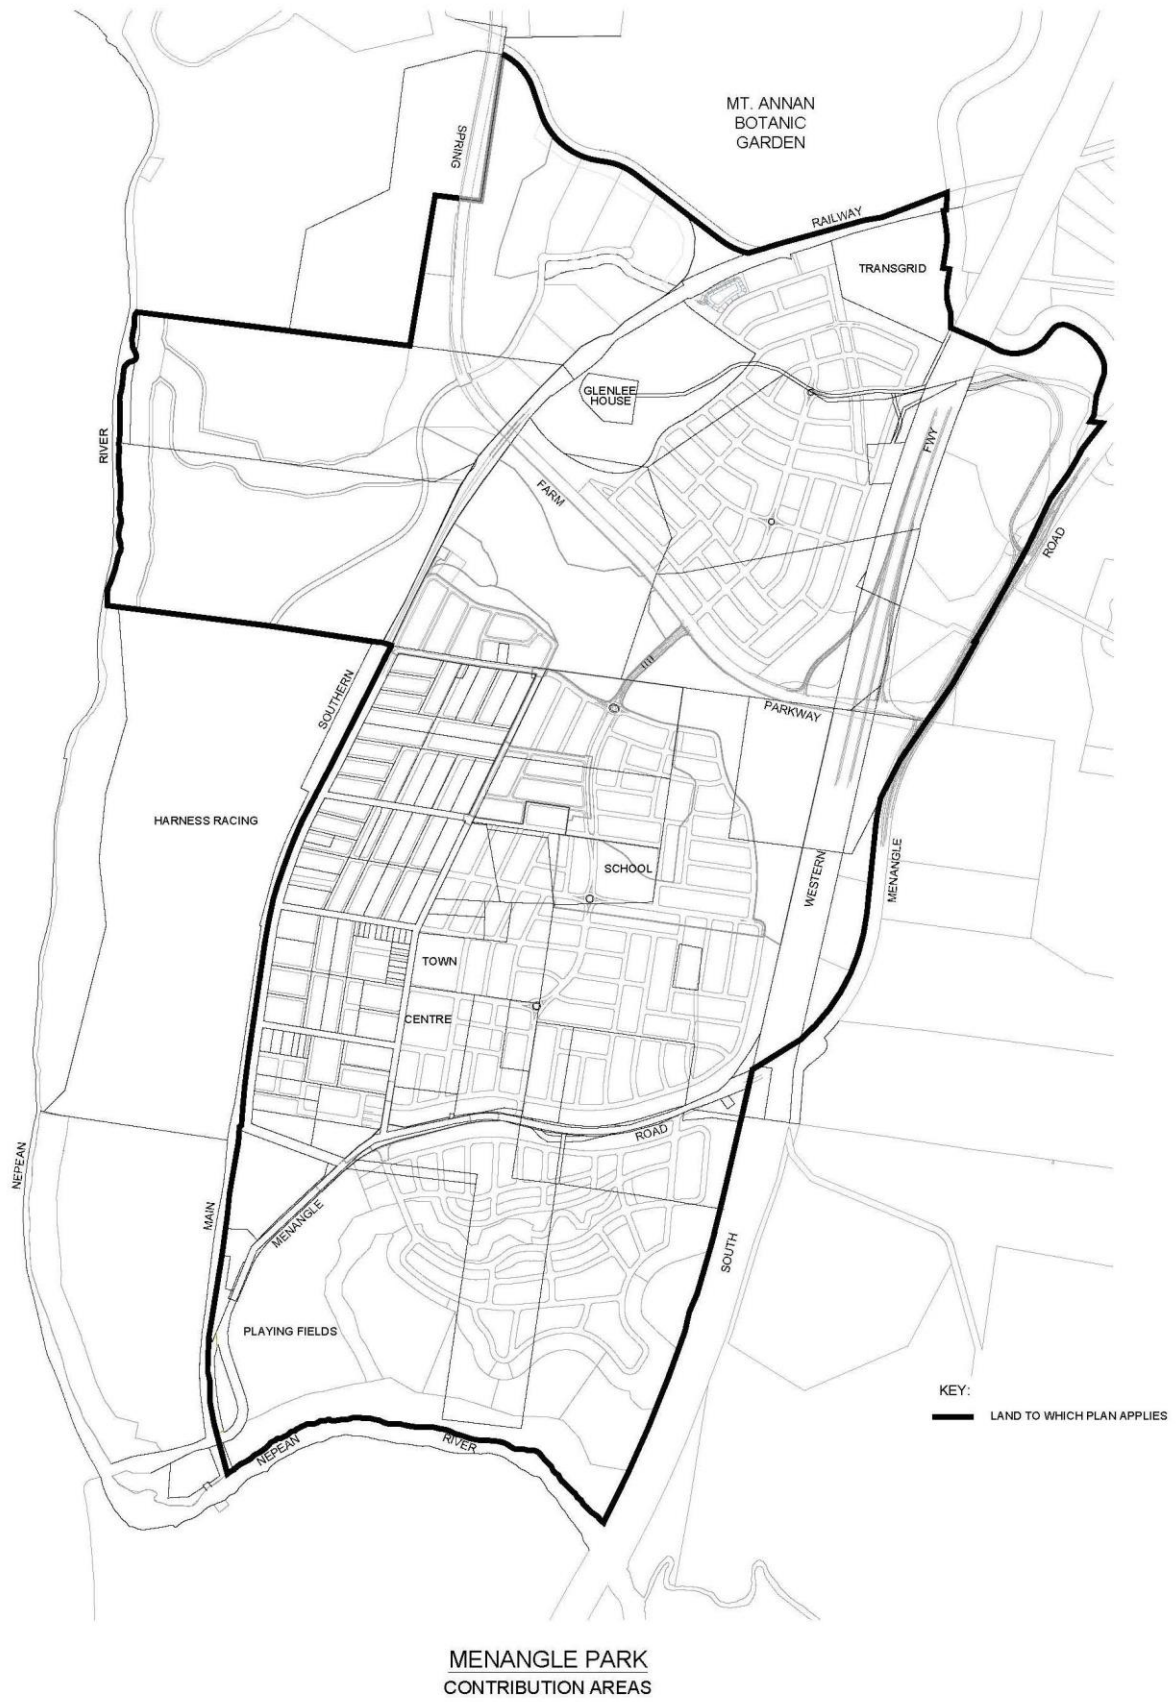 MT. ANNAN
BOTANIC
GARDEN
SPRING
RAILWAY
TRANSGRID
GLENLEE
HOUSE
RIVER
FWY
FARM
ROAD
SOUTHERN
PARKWAY
HARNESS RACING
SCHOOL
WESTERN
MENANGLE
TOWN
CENTRE
ROAD
NEPEAN
MAIN
MENANGLE
SOUTH
PLAYING FIELDS
KEY:
LAND TO WHICH PLAN APPLIES
NEPEAN
RIVER
MENANGLE PARK
CONTRIBUTION AREAS